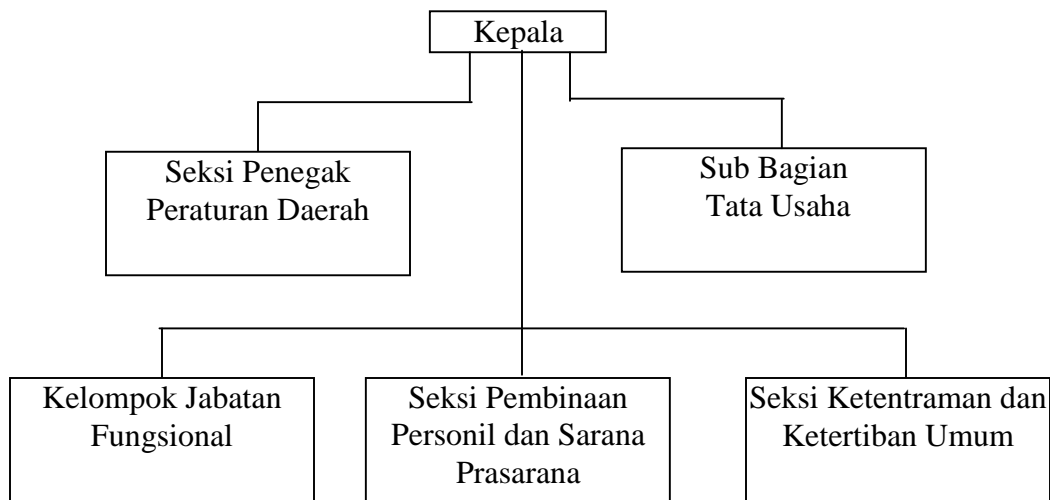 Kepala
Seksi Penegak
Peraturan Daerah
Sub Bagian
Tata Usaha
Kelompok Jabatan
Fungsional
Seksi Pembinaan
Personil dan Sarana
Prasarana
Seksi Ketentraman dan
Ketertiban Umum